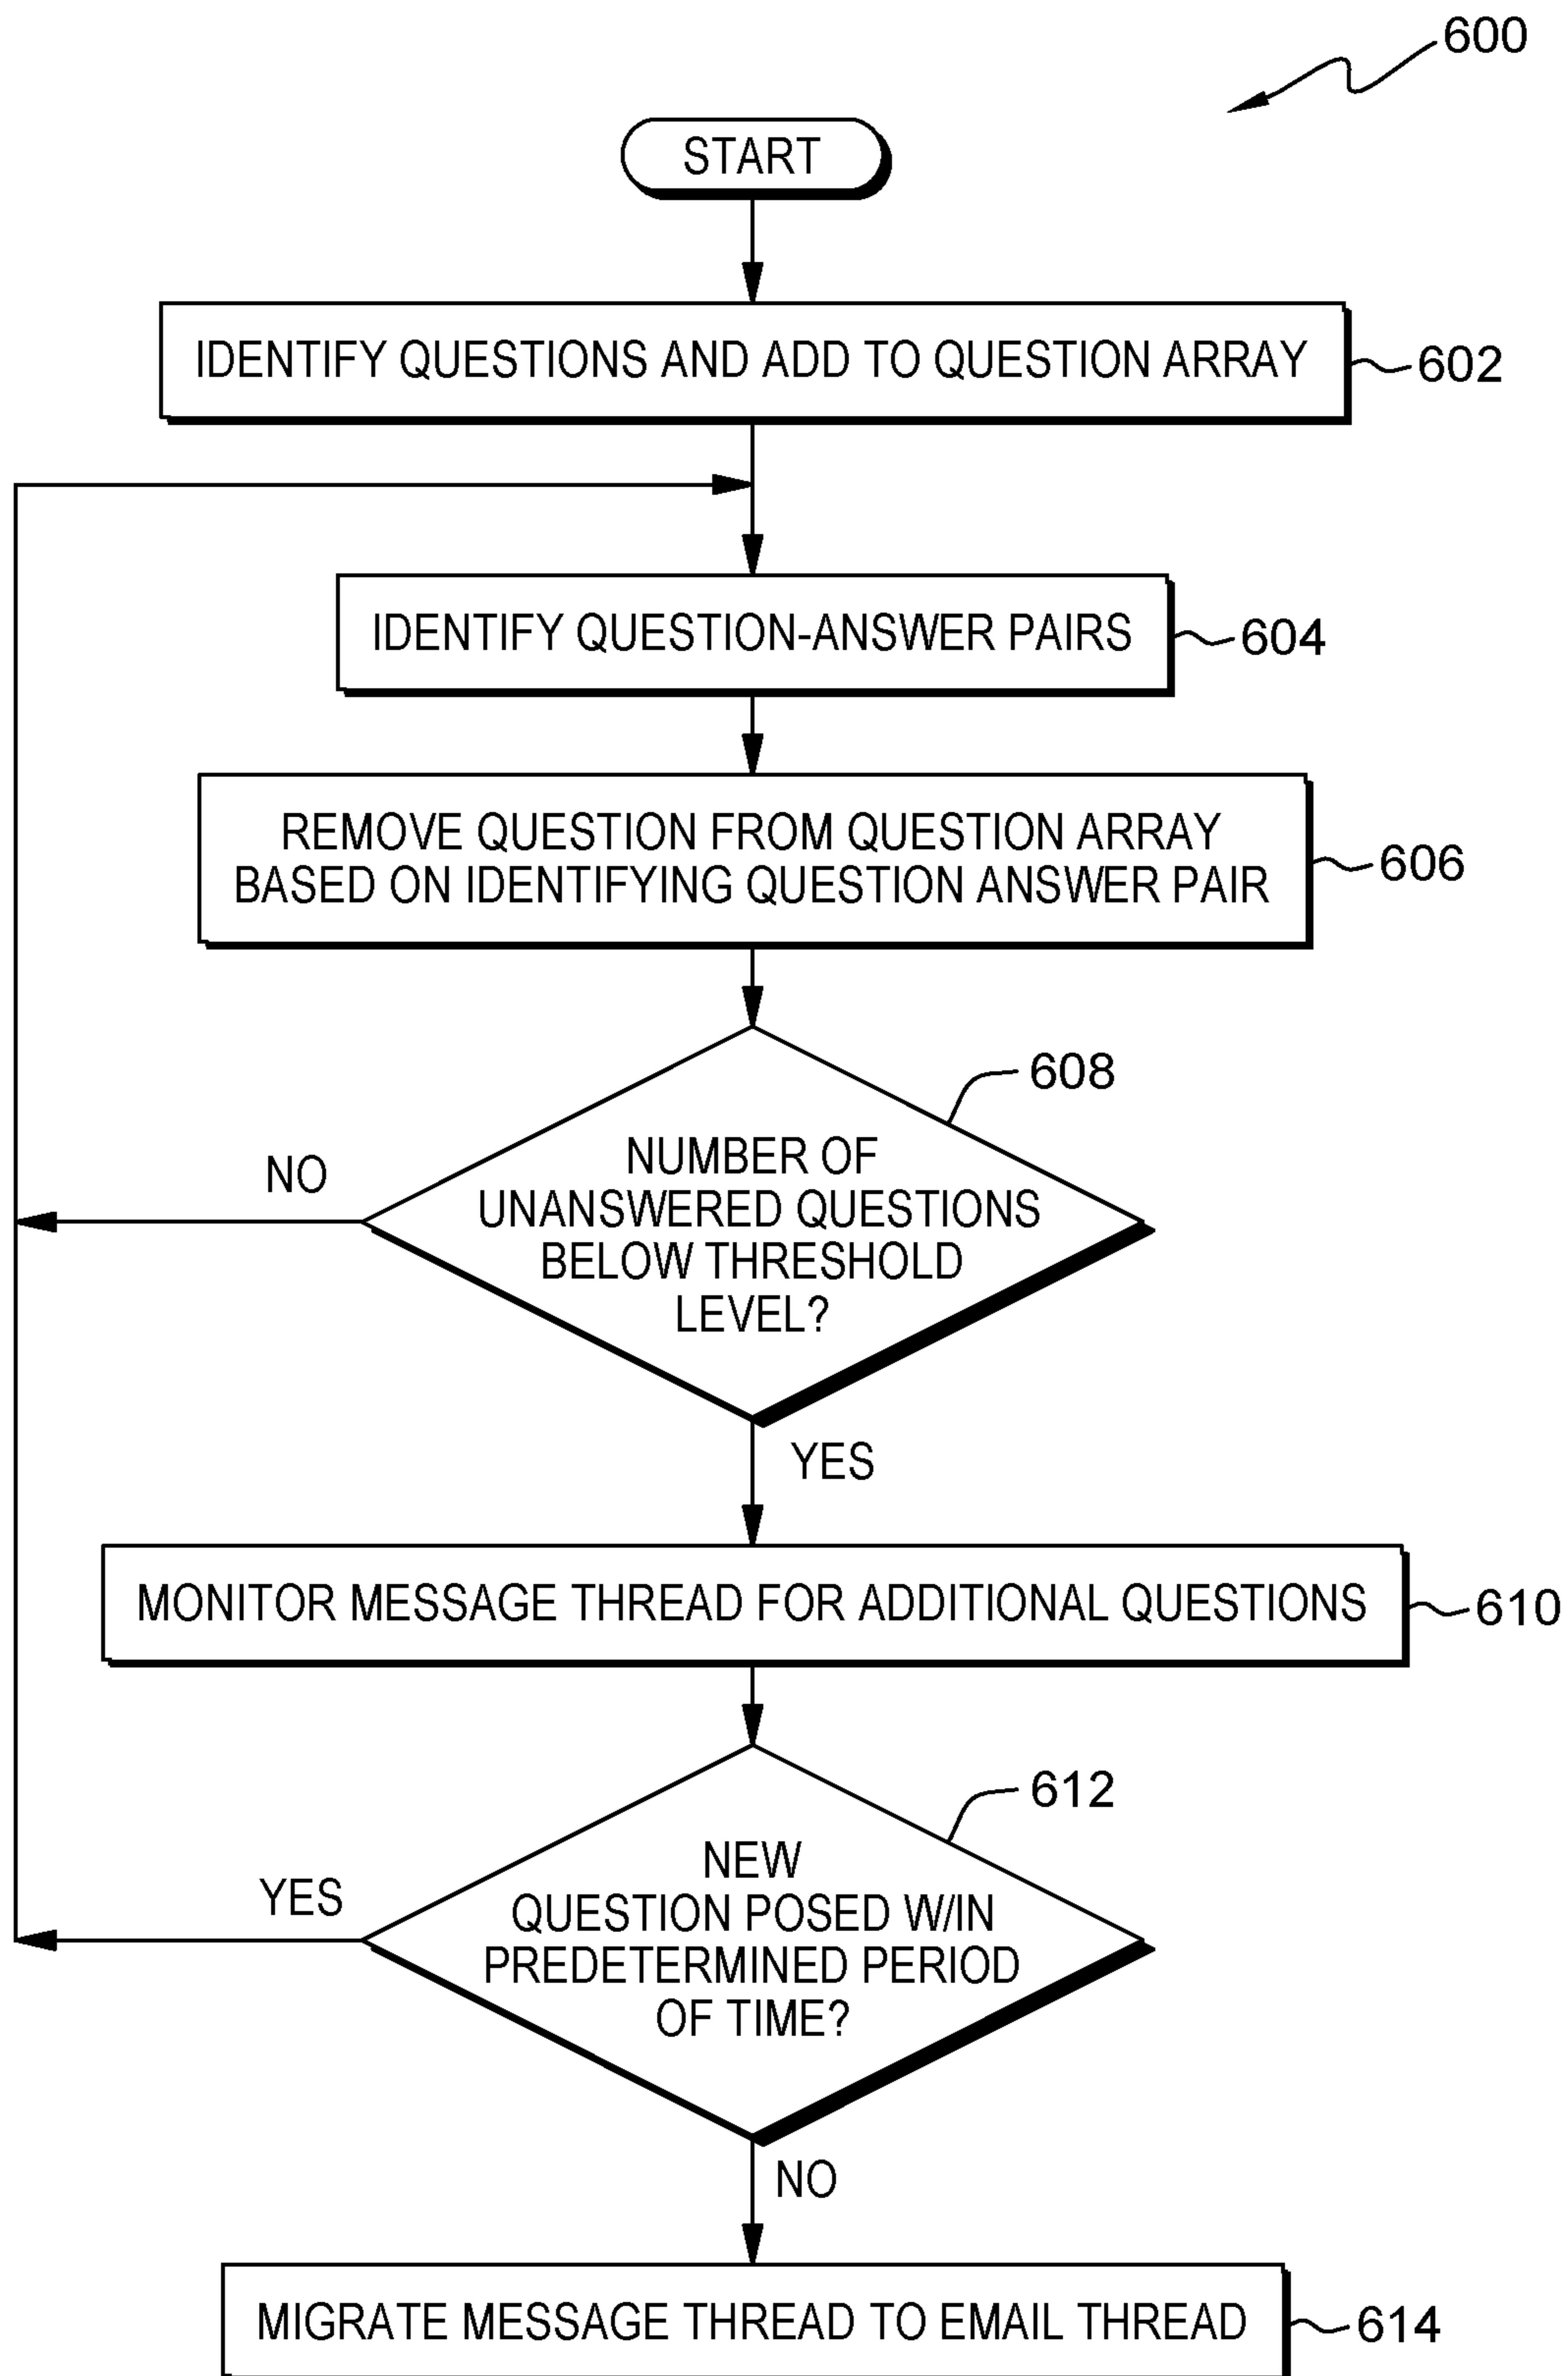 600
START
IDENTIFY QUESTIONS AND ADD TO QUESTION ARRAY
602
IDENTIFY QUESTION-ANSWER PAIRS
604
REMOVE QUESTION FROM QUESTION ARRAY
BASED ON IDENTIFYING QUESTION ANSWER PAIR
606
608
NUMBER OF
UNANSWERED QUESTIONS
BELOW THRESHOLD
LEVEL?
NO
YES
MONITOR MESSAGE THREAD FOR ADDITIONAL QUESTIONS
610
612
NEW
QUESTION POSED W/IN
PREDETERMINED PERIOD
OF TIME?
YES
NO
MIGRATE MESSAGE THREAD TO EMAIL THREAD
614